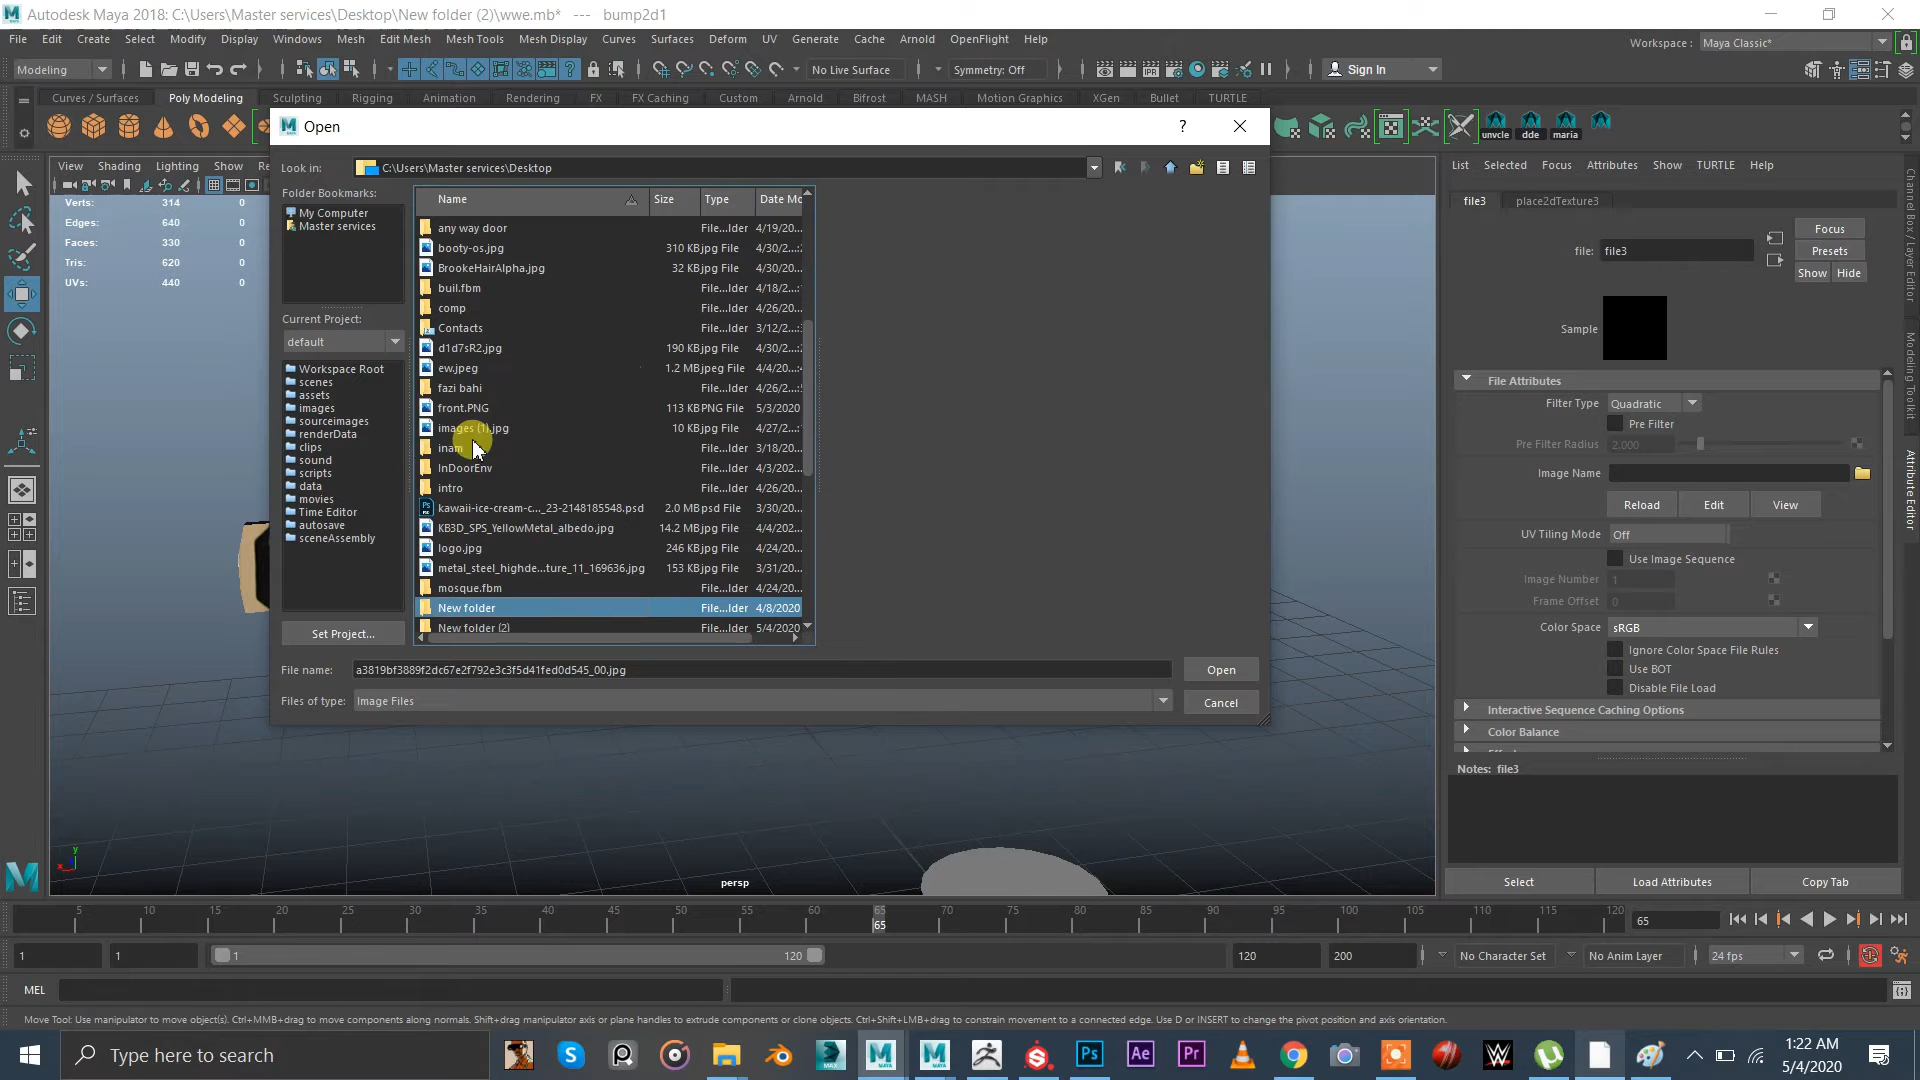 Autodesk Maya 2018: C:\Users\Master services\Desktop\New folder (2)\wwe.mb* --- bump2d1
File Edit Create Select Modify Display Windows Mesh Edit Mesh Mesh Tools Mesh Display Curves Surfaces Deform UV Generate Cache Arnold OpenFlight Help
Workspace : Maya Classic*
Modeling No Live Surface Symmetry: Off Sign In
Curves / Surfaces Poly Modeling Sculpting Rigging Animation Rendering FX FX Caching Custom Arnold Bifrost MASH Motion Graphics XGen Bullet TURTLE
unvcle dde maria
Open
?
View Shading Lighting Show
Verts: 314 0
Edges: 640 0
Faces: 330 0
Tris: 620 0
UVs: 440 0
Look in: C:\Users\Master services\Desktop
Folder Bookmarks:
My Computer
Master services
Current Project:
default
Workspace Root
scenes
assets
images
sourceimages
renderData
clips
sound
scripts
data
movies
Time Editor
autosave
sceneAssembly
Set Project...
Name Size Type Date Mo
any way door File...lder 4/19/20...
booty-os.jpg 310 KB jpg File 4/30/2...
BrookeHairAlpha.jpg 32 KB jpg File 4/30/20...
buil.fbm File...lder 4/18/2...
comp File...lder 4/26/20...
Contacts File...lder 3/12/2...
d1d7sR2.jpg 190 KB jpg File 4/30/2...
ew.jpeg 1.2 MB jpeg File 4/4/20...
fazi bahi File...lder 4/26/2...
front.PNG 113 KB PNG File 5/3/2020
images (1).jpg 10 KB jpg File 4/27/2...
inam File...lder 3/18/20...
InDoorEnv File...lder 4/3/202...
intro File...lder 4/26/20...
kawaii-ice-cream-c..._23-2148185548.psd 2.0 MB psd File 3/30/20...
KB3D_SPS_YellowMetal_albedo.jpg 14.2 MB jpg File 4/4/202...
logo.jpg 246 KB jpg File 4/24/20...
metal_steel_highde...ture_11_169636.jpg 153 KB jpg File 3/31/20...
mosque.fbm File...lder 4/24/20...
New folder File...lder 4/8/2020
New folder (2) File...lder 5/4/2020
File name: a3819bf3889f2dc67e2f792e3c3f5d41fed0d545_00.jpg Open
Files of type: Image Files Cancel
List Selected Focus Attributes Show TURTLE Help
file3 place2dTexture3
Focus
file: file3 Presets
Show Hide
Sample
File Attributes
Filter Type Quadratic
Pre Filter
Pre Filter Radius 2.000
Image Name
Reload Edit View
UV Tiling Mode Off
Use Image Sequence
Image Number 1
Frame Offset 0
Color Space sRGB
Ignore Color Space File Rules
Use BOT
Disable File Load
Interactive Sequence Caching Options
Color Balance
Notes: file3
Select Load Attributes Copy Tab
Channel Box / Layer Editor
Modeling Toolkit
Attribute Editor
y
x
persp
MAYA
5 10 15 20 25 30 35 40 45 50 55 60 65 70 75 80 85 90 95 100 105 110 115 120
65
65
1 1 1 120 120 200 No Character Set No Anim Layer 24 fps
MEL
Move Tool: Use manipulator to move object(s). Ctrl+MMB+drag to move components along normals. Shift+drag manipulator axis or plane handles to extrude components or clone objects. Ctrl+Shift+LMB+drag to constrain movement to a connected edge. Use D or INSERT to change the pivot position and axis orientation.
Type here to search
Ps Ae Pr
1:22 AM
5/4/2020